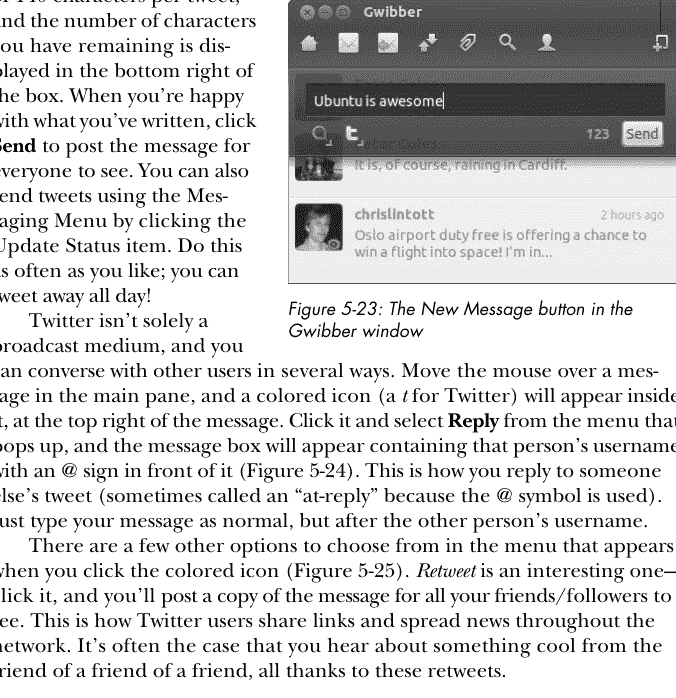 and the number of characters
you have remaining is dis-
played in the bottom right of
the box. When you're happy
with what you've written, click
Send to post the message for
everyone to see. You can also
send tweets using the Mes-
saging Menu by clicking the
Update Status item. Do this
as often as you like; you can
tweet away all day!
Gwibber
Ubuntu is awesome
123 Send
It is, of course, raining in Cardiff.
chrislintott 2 hours ago
Oslo airport duty free is offering a chance to
win a flight into space! I'm in...
Figure 5-23: The New Message button in the
Gwibber window
Twitter isn't solely a
broadcast medium, and you
can converse with other users in several ways. Move the mouse over a mes-
sage in the main pane, and a colored icon (a t for Twitter) will appear inside
it, at the top right of the message. Click it and select Reply from the menu that
pops up, and the message box will appear containing that person's username
with an @ sign in front of it (Figure 5-24). This is how you reply to someone
else's tweet (sometimes called an "at-reply" because the @ symbol is used).
Just type your message as normal, but after the other person's username.
There are a few other options to choose from in the menu that appears
when you click the colored icon (Figure 5-25). Retweet is an interesting one—
click it, and you'll post a copy of the message for all your friends/followers to
see. This is how Twitter users share links and spread news throughout the
network. It's often the case that you hear about something cool from the
friend of a friend of a friend, all thanks to these retweets.